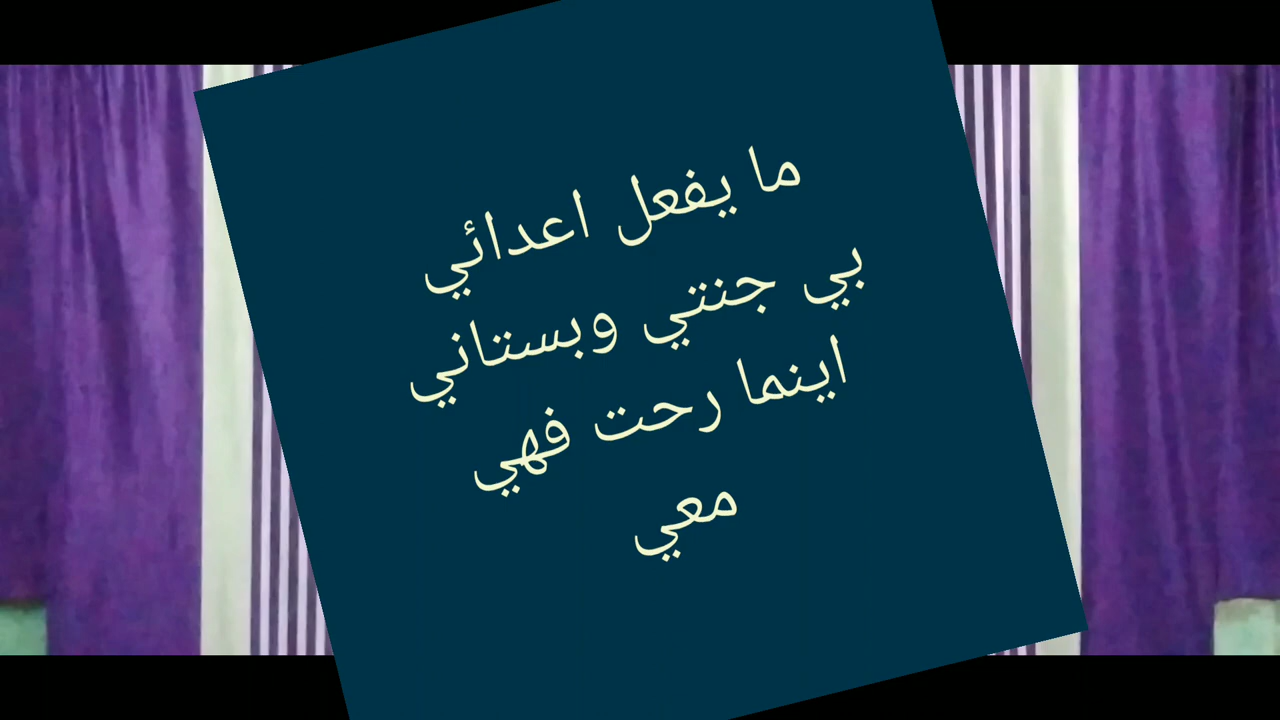 ما يفعل اعدائي
بي جنتي وبستاني
اينما رحت فهي
معي